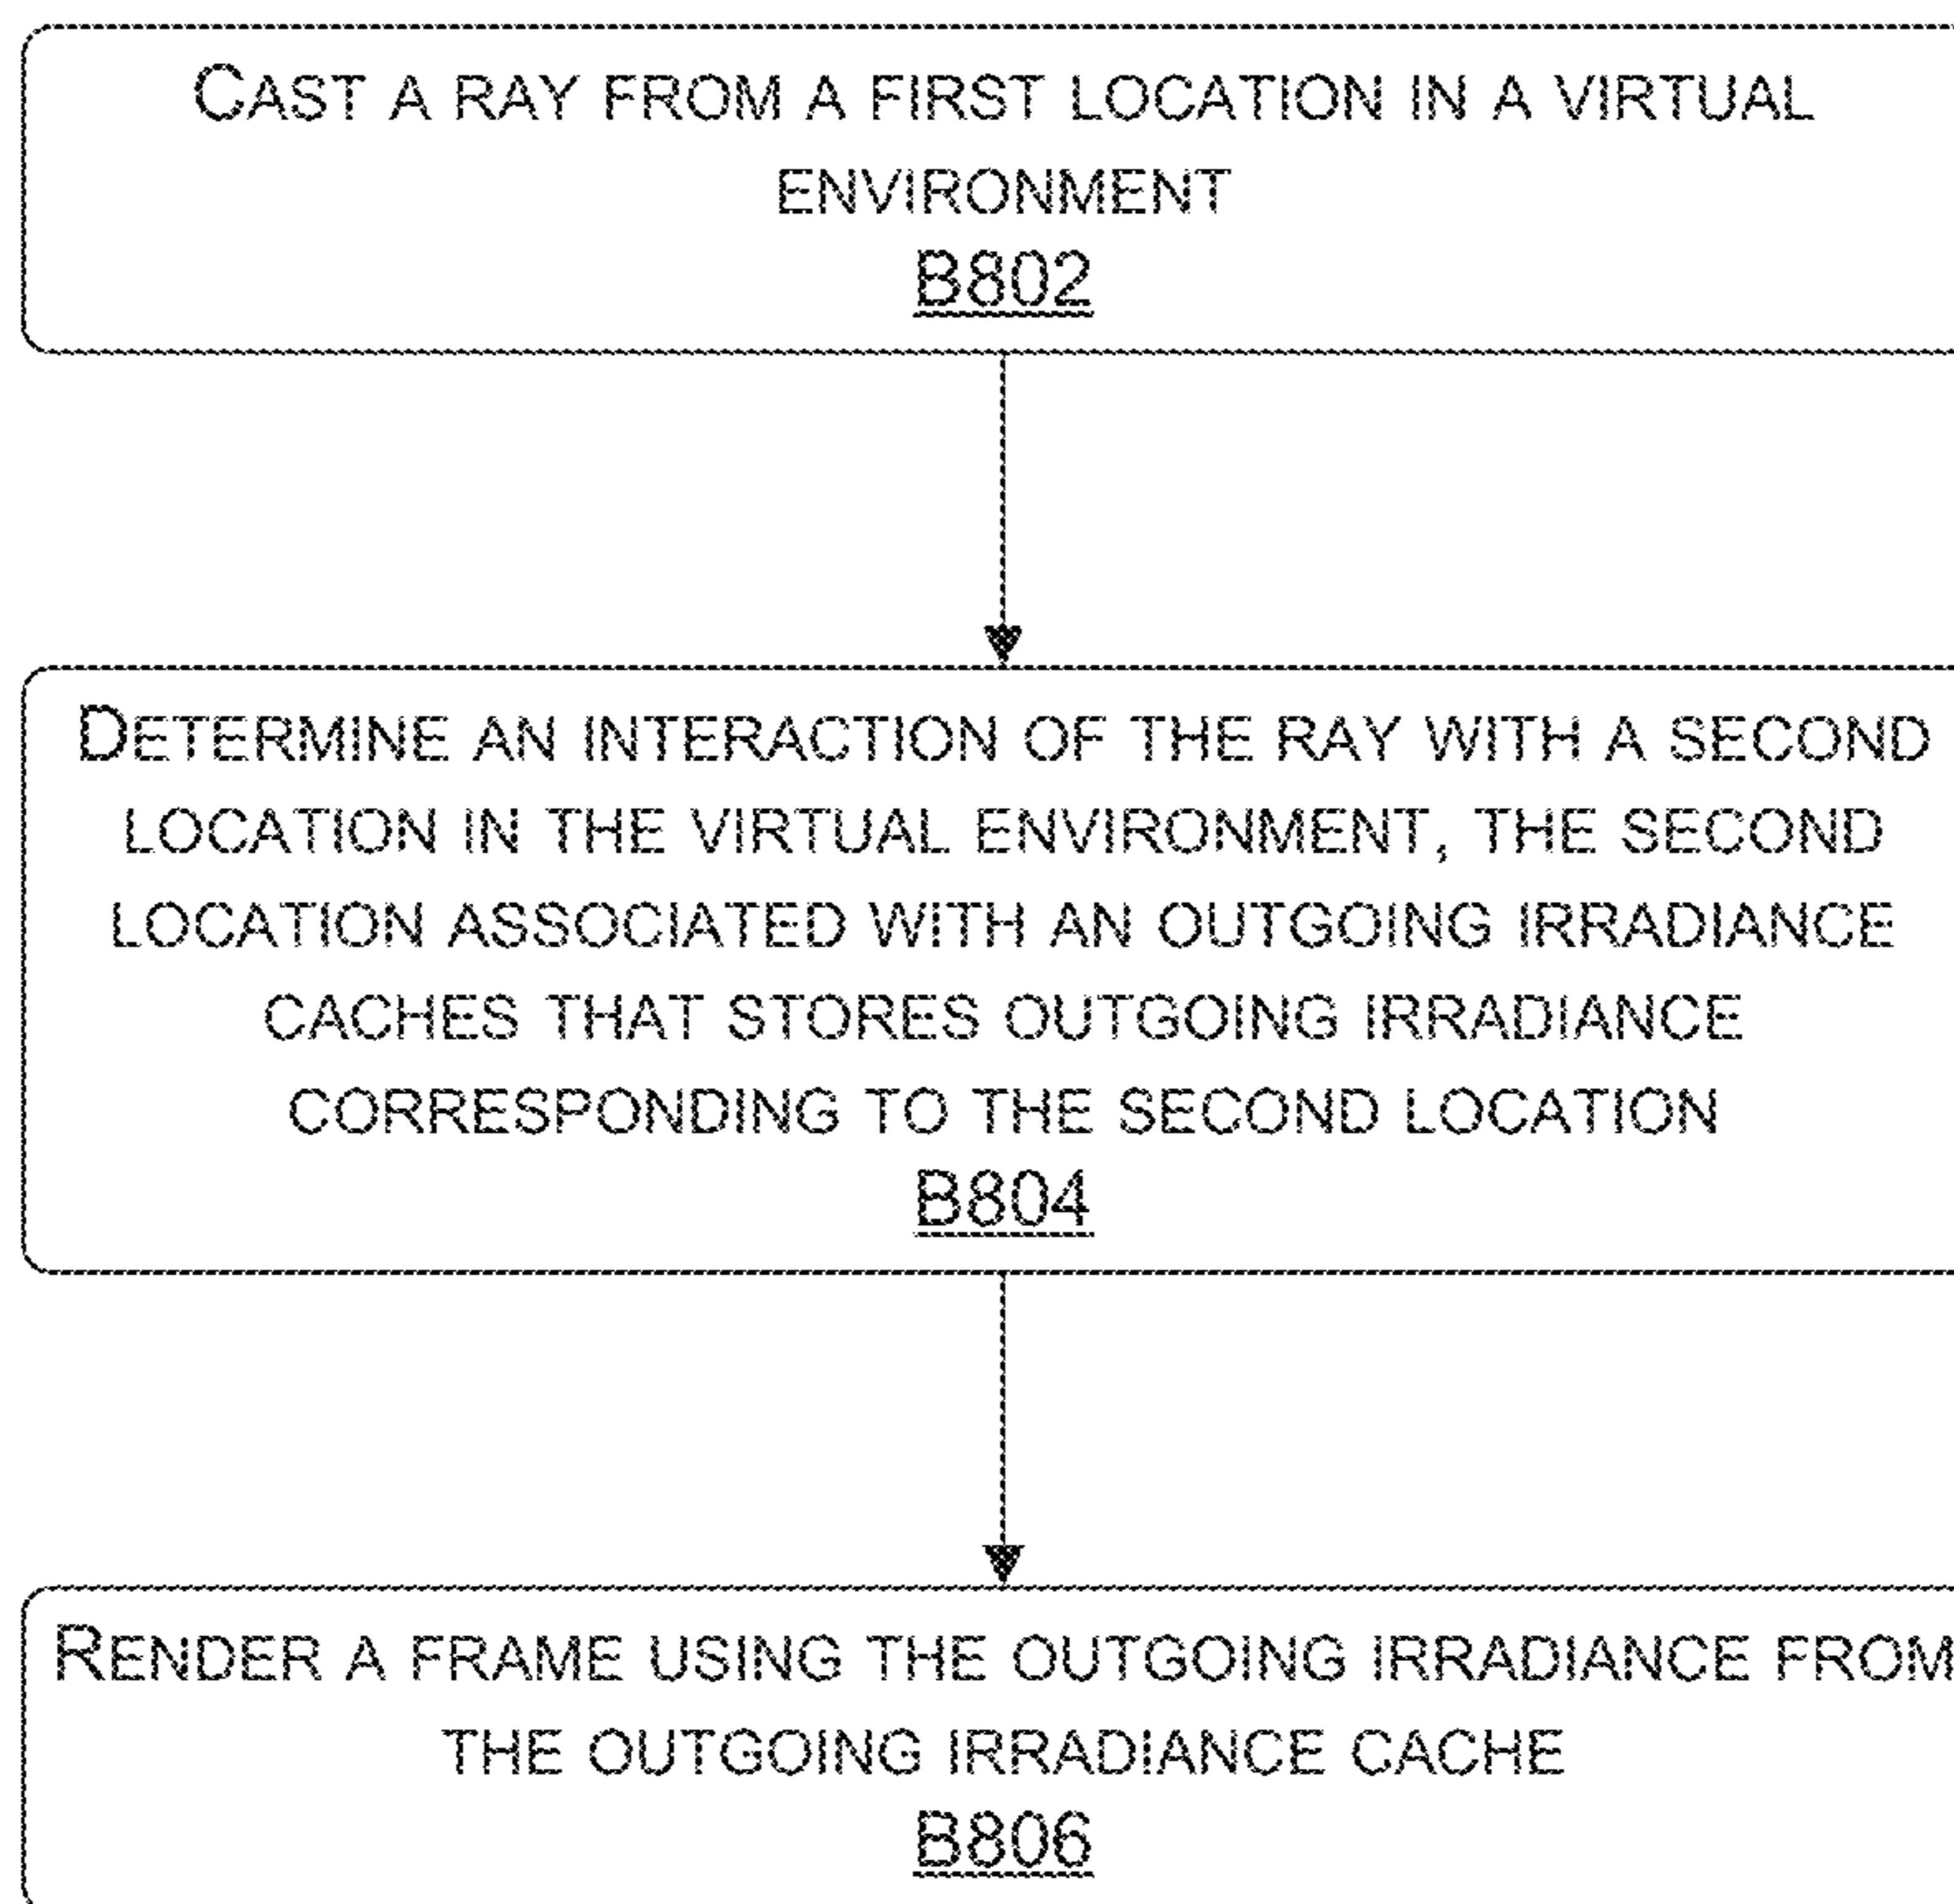 CAST A RAY FROM A FIRST LOCATION IN A VIRTUAL
ENVIRONMENT
B802
DETERMINE AN INTERACTION OF THE RAY WITH A SECOND
LOCATION IN THE VIRTUAL ENVIRONMENT, THE SECOND
LOCATION ASSOCIATED WITH AN OUTGOING IRRADIANCE
CACHES THAT STORES OUTGOING IRRADIANCE
CORRESPONDING TO THE SECOND LOCATION
B804
RENDER A FRAME USING THE OUTGOING IRRADIANCE FROM
THE OUTGOING IRRADIANCE CACHE
B806